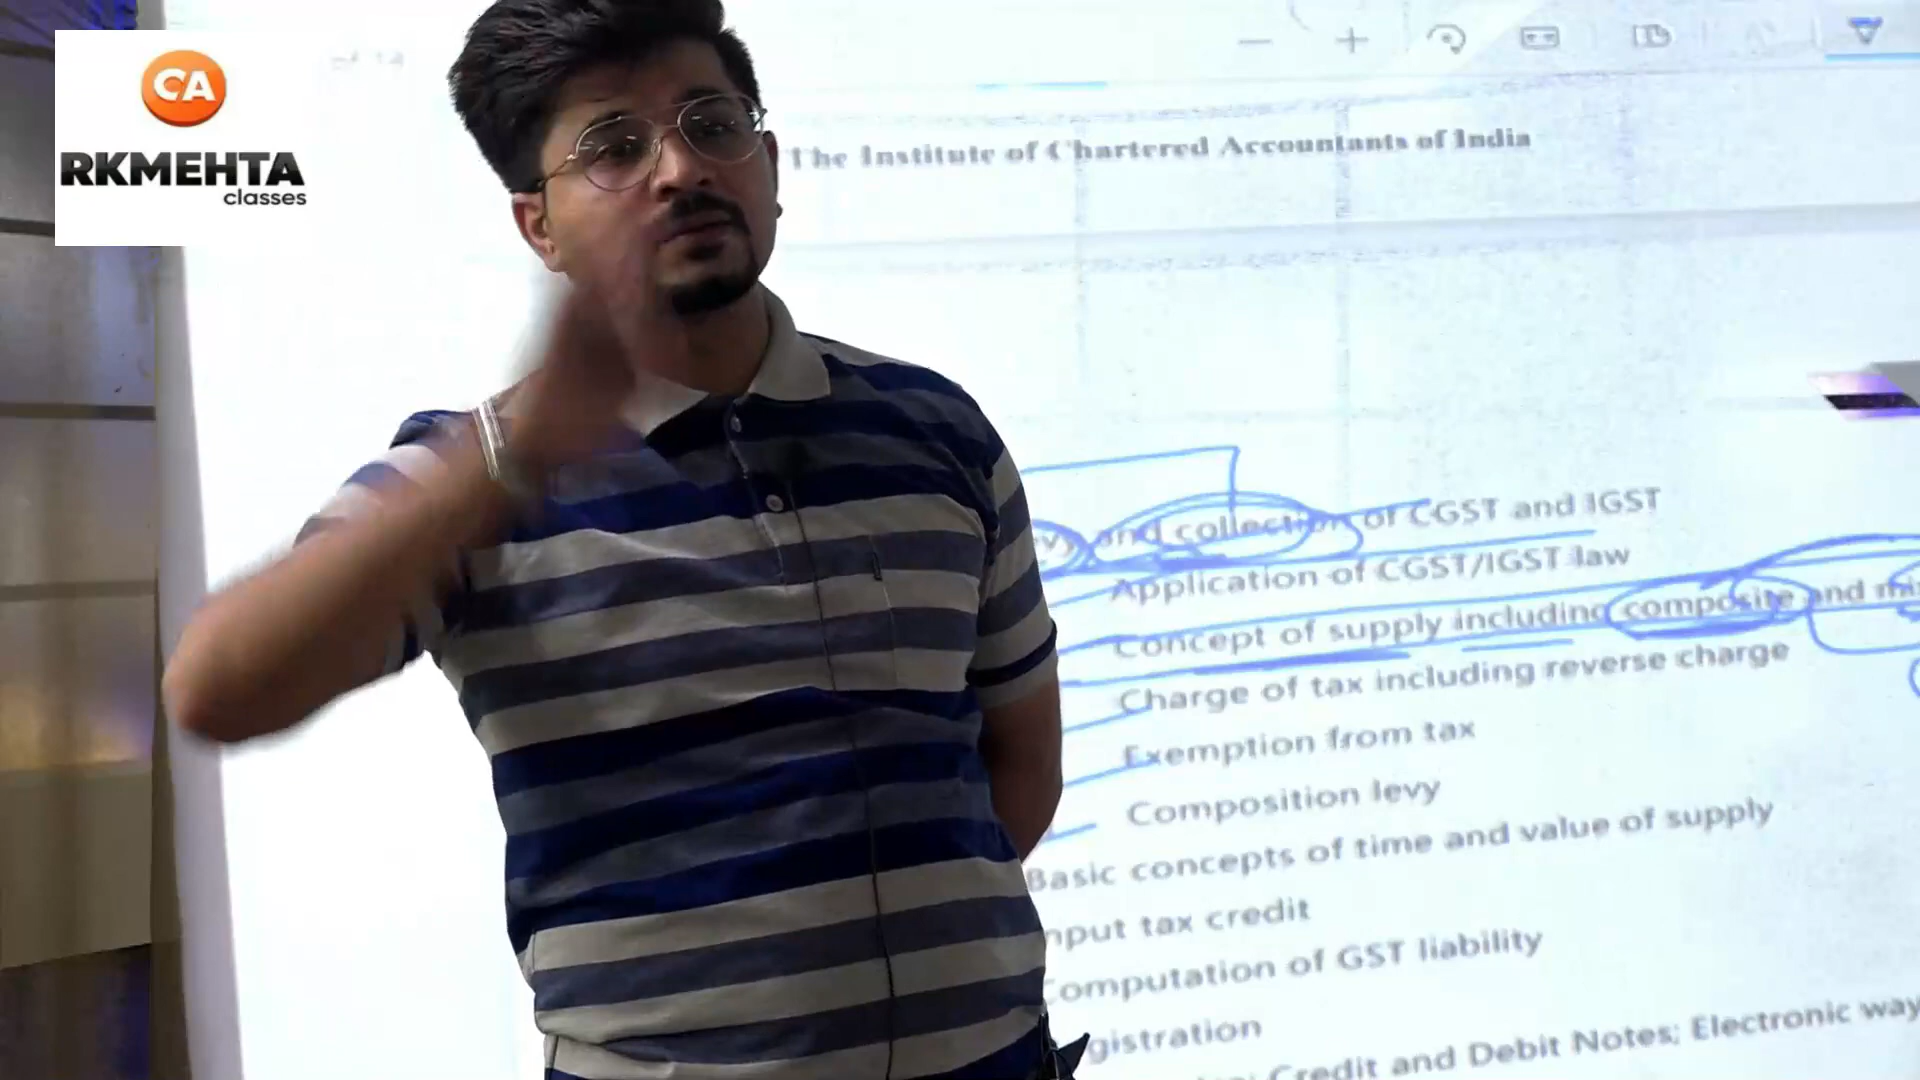 CA
RKMEHTA
classes
of 14
The Institute of Chartered Accountants of India
and collection of CGST and IGST
Application of CGST/IGST law
Concept of supply including composite and
Charge of tax including reverse charge
Exemption from tax
Composition levy
Basic concepts of time and value of supply
nput tax credit
Computation of GST liability
gistration
Credit and Debit Notes; Electronic way